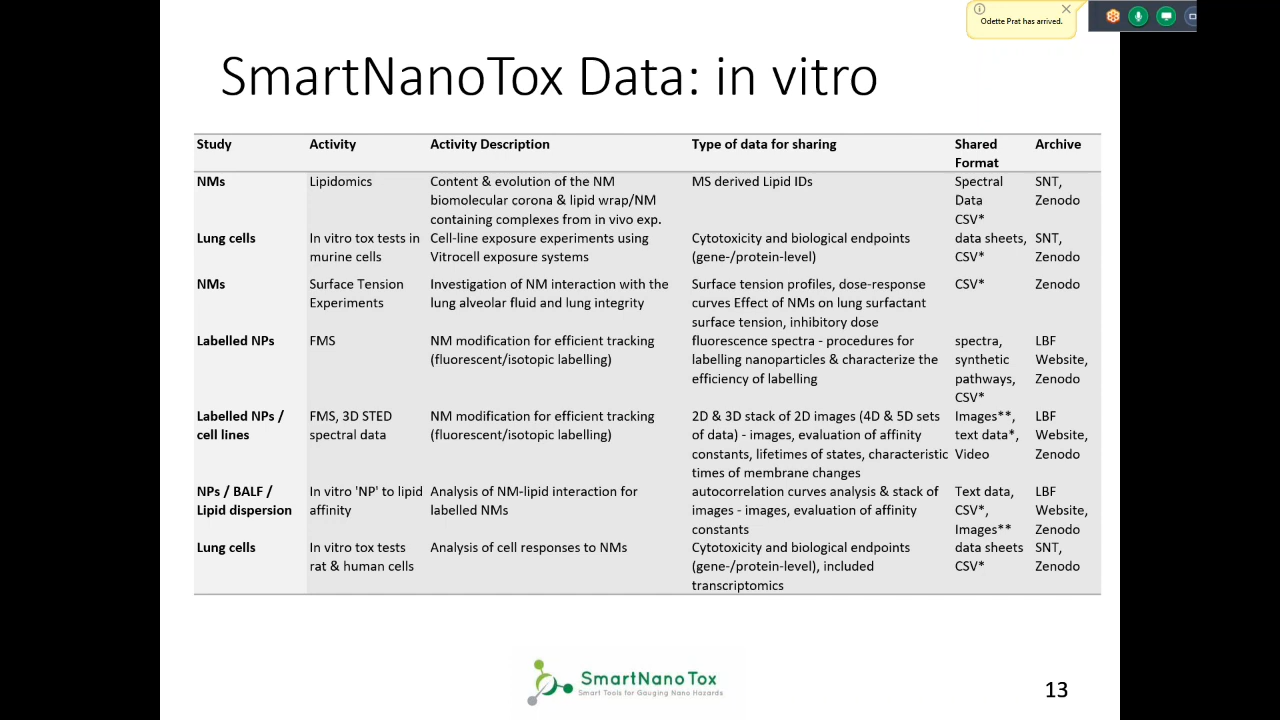 Odette Prat has arrived.
SmartNanoTox Data: in vitro
Study Activity Activity Description Type of data for sharing Shared Format Archive
NMs Lipidomics Content & evolution of the NM biomolecular corona & lipid wrap/NM containing complexes from in vivo exp. MS derived Lipid IDs Spectral Data CSV* SNT, Zenodo
Lung cells In vitro tox tests in murine cells Cell-line exposure experiments using Vitrocell exposure systems Cytotoxicity and biological endpoints (gene-/protein-level) data sheets, CSV* SNT, Zenodo
NMs Surface Tension Experiments Investigation of NM interaction with the lung alveolar fluid and lung integrity Surface tension profiles, dose-response curves Effect of NMs on lung surfactant surface tension, inhibitory dose CSV* Zenodo
Labelled NPs FMS NM modification for efficient tracking (fluorescent/isotopic labelling) fluorescence spectra - procedures for labelling nanoparticles & characterize the efficiency of labelling spectra, synthetic pathways, CSV* LBF Website, Zenodo
Labelled NPs / cell lines FMS, 3D STED spectral data NM modification for efficient tracking (fluorescent/isotopic labelling) 2D & 3D stack of 2D images (4D & 5D sets of data) - images, evaluation of affinity constants, lifetimes of states, characteristic times of membrane changes Images**, text data*, Video LBF Website, Zenodo
NPs / BALF / Lipid dispersion In vitro 'NP' to lipid affinity Analysis of NM-lipid interaction for labelled NMs autocorrelation curves analysis & stack of images - images, evaluation of affinity constants Text data, CSV*, Images** LBF Website, Zenodo
Lung cells In vitro tox tests rat & human cells Analysis of cell responses to NMs Cytotoxicity and biological endpoints (gene-/protein-level), included transcriptomics data sheets CSV* SNT, Zenodo
SmartNanoTox
Smart Tools for Gauging Nano Hazards
13